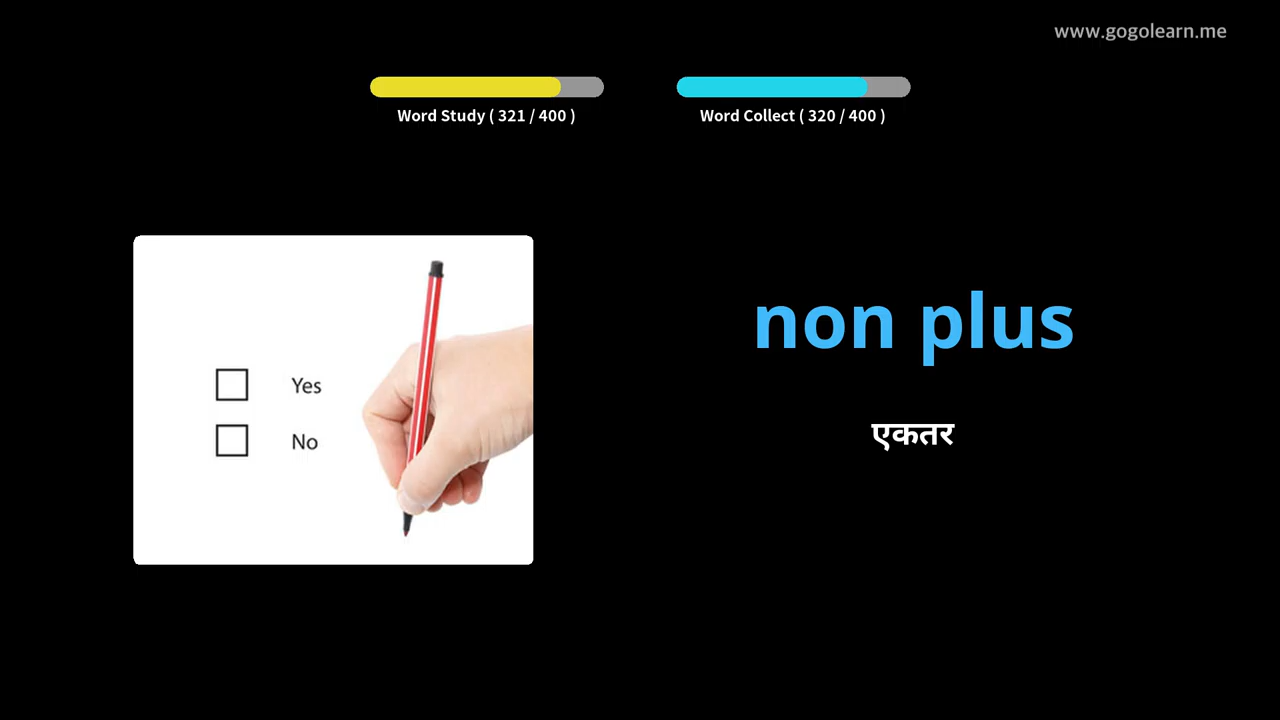 www.gogolearn.me
Word Study ( 321 / 400 )
Word Collect ( 320 / 400 )
Yes
No
non plus
एकतर